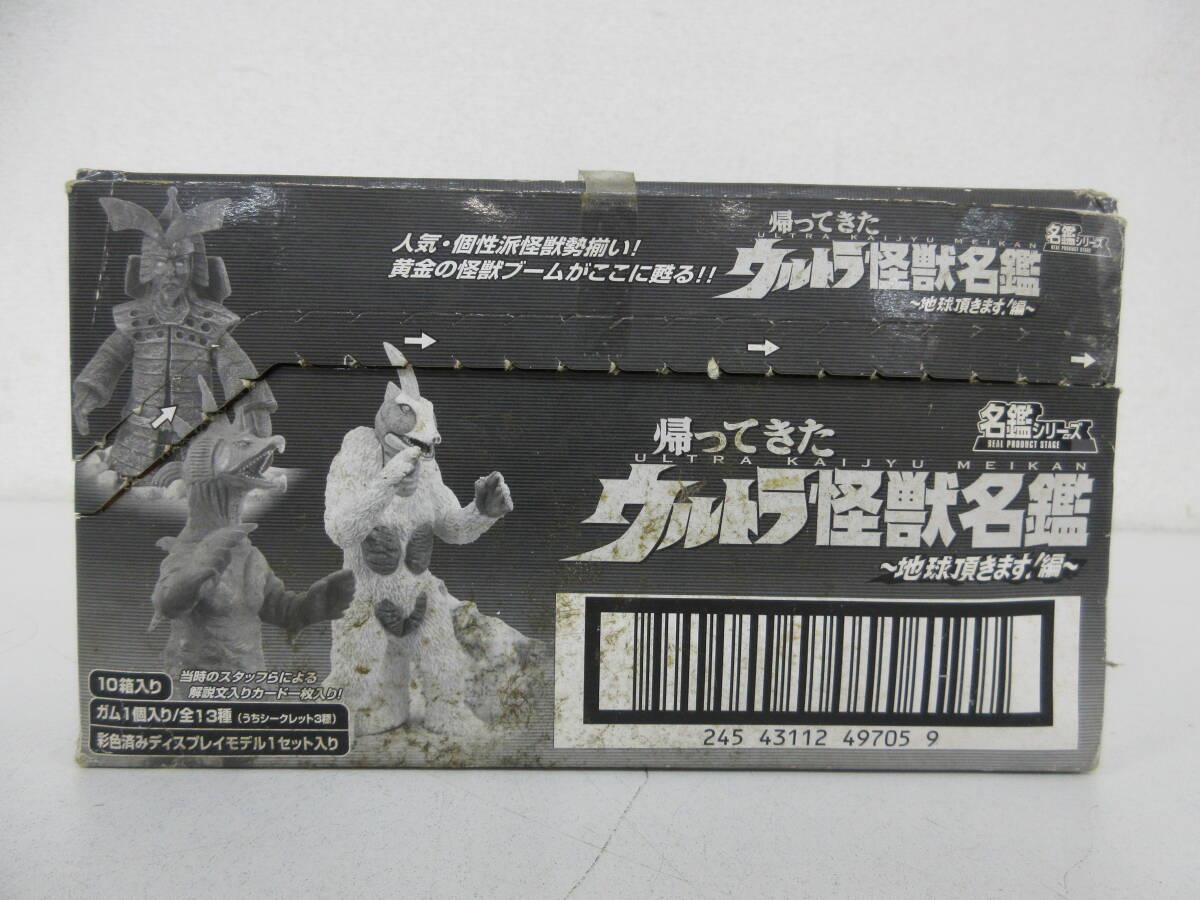 人気・個性派怪獣勢揃い!
黄金の怪獣ブームがここに甦る!!
帰ってきた
ULTRA KAIJYU MEIKAN
ウルトラ怪獣名鑑
~地球頂きます!編~
名鑑シリーズ
REAL PRODUCT STAGE
帰ってきた
ULTRA KAIJYU MEIKAN
ウルトラ怪獣名鑑
~地球頂きます!編~
名鑑シリーズ
REAL PRODUCT STAGE
10箱入り
当時のスタッフらによる
解説文入りカード一枚入り!
ガム1個入り/全13種(うちシークレット3種)
彩色済みディスプレイモデル1セット入り
245 43112 49705 9